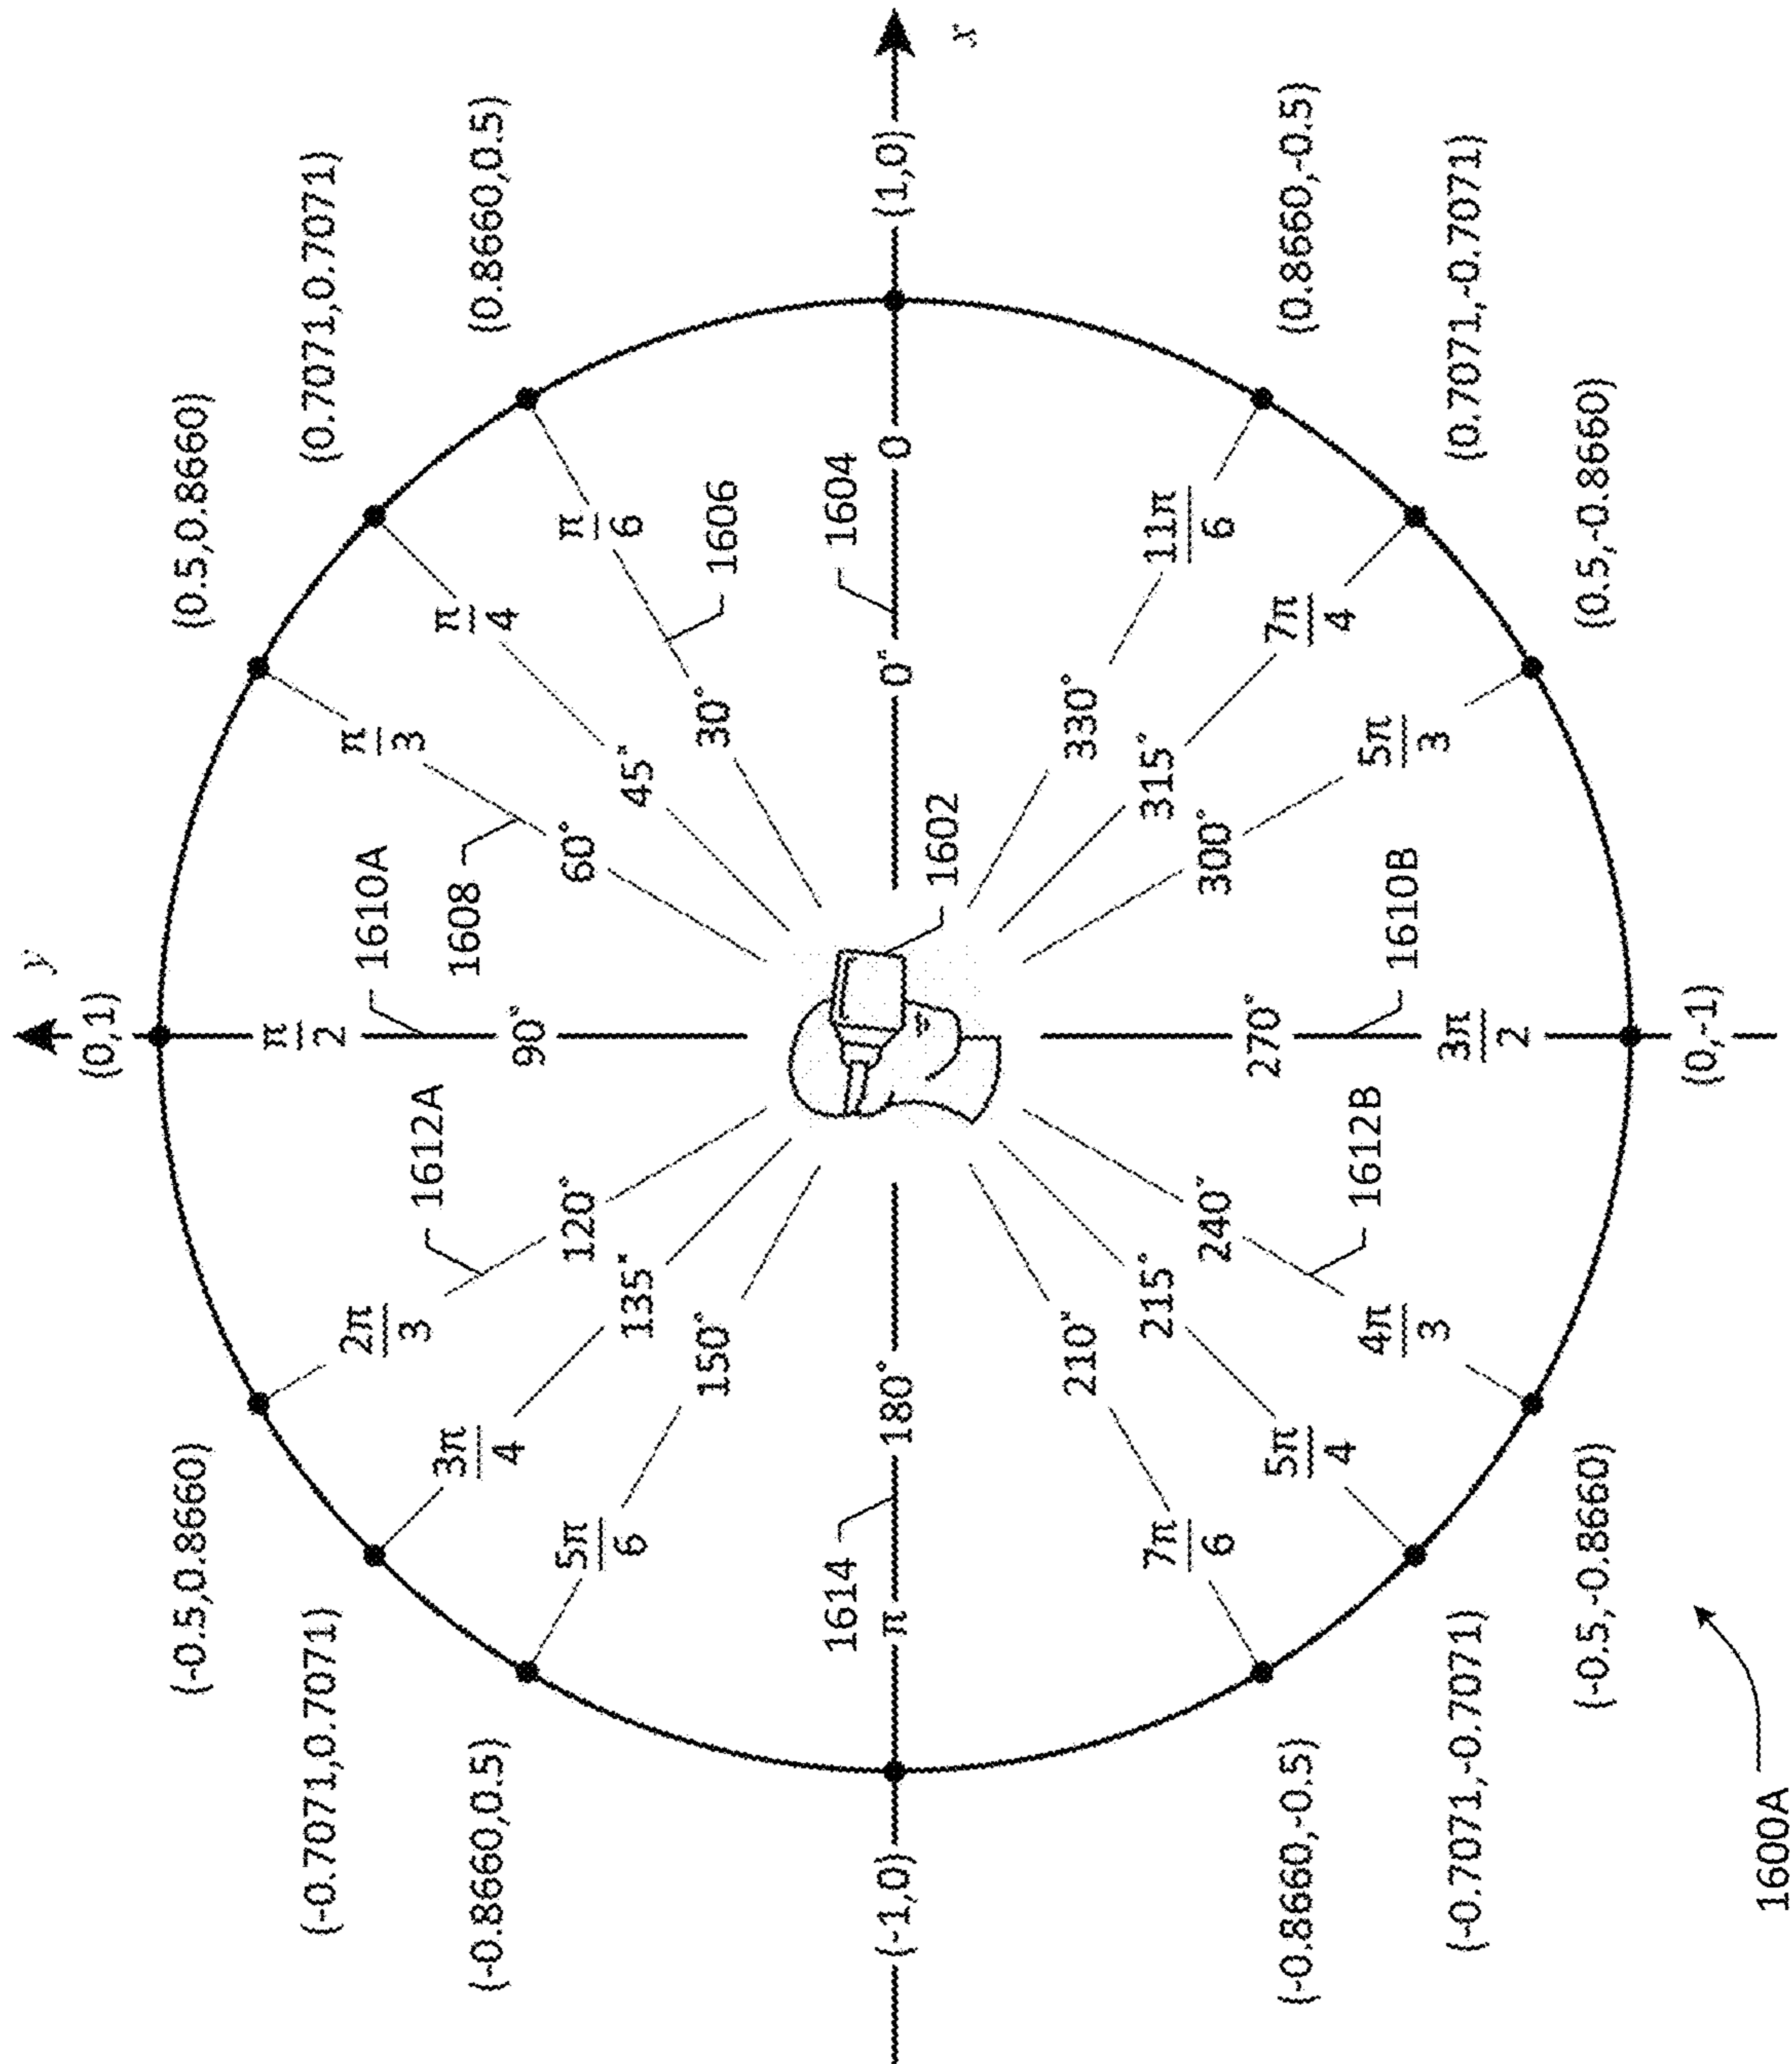 y
(0,1)
(-0.5,0.8660)
(0.5,0.8660)
π
2
(-0.7071,0.7071)
(0.7071,0.7071)
2π
3
π
3
1612A
1610A
1608
(-0.8660,0.5)
(0.8660,0.5)
3π
4
π
4
90°
120°
60°
5π
6
π
6
135°
45°
150°
30°
1606
1614
1604
(-1,0)
π
180°
0°
0
(1,0)
x
1602
210°
330°
215°
315°
7π
6
11π
6
240°
300°
270°
(-0.8660,-0.5)
(0.8660,-0.5)
5π
4
7π
4
1612B
1610B
4π
3
5π
3
(-0.7071,-0.7071)
(0.7071,-0.7071)
3π
2
(-0.5,-0.8660)
(0.5,-0.8660)
(0,-1)
1600A